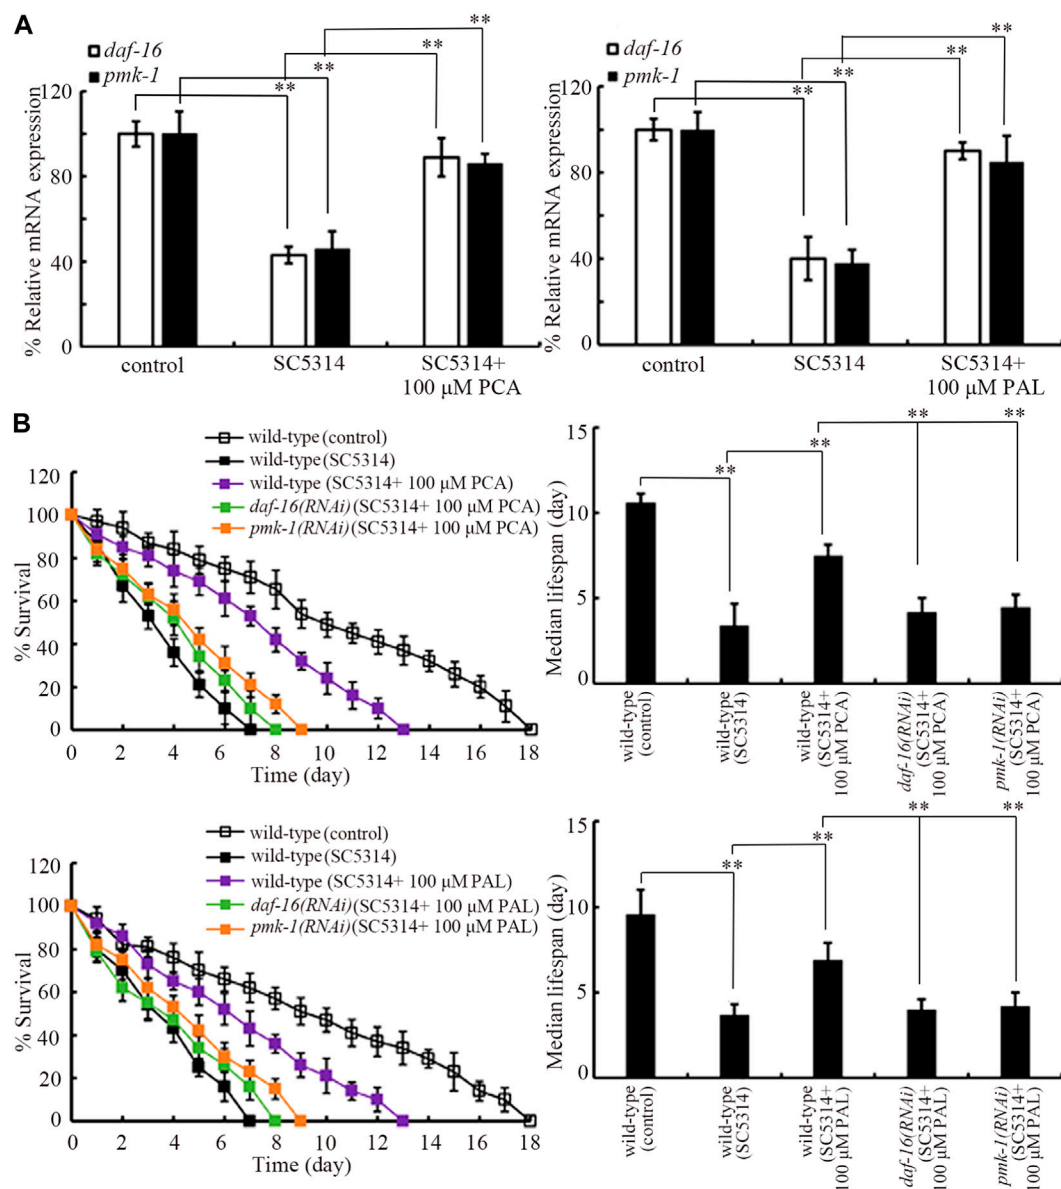 A
daf-16
pmk-1
% Relative mRNA expression
120
80
40
0
**
**
**
**
control
SC5314
SC5314+
100 μM PCA
daf-16
pmk-1
% Relative mRNA expression
120
80
40
0
**
**
**
**
control
SC5314
SC5314+
100 μM PAL
B
wild-type (control)
wild-type (SC5314)
wild-type (SC5314+ 100 μM PCA)
daf-16(RNAi)(SC5314+ 100 μM PCA)
pmk-1(RNAi)(SC5314+ 100 μM PCA)
% Survival
120
100
80
60
40
20
0
0 2 4 6 8 10 12 14 16 18
Time (day)
Median lifespan (day)
15
10
5
0
**
**
**
**
wild-type
(control)
wild-type
(SC5314)
wild-type
(SC5314+
100 μM PCA)
daf-16(RNAi)
(SC5314+
100 μM PCA)
pmk-1(RNAi)
(SC5314+
100 μM PCA)
wild-type (control)
wild-type (SC5314)
wild-type (SC5314+ 100 μM PAL)
daf-16(RNAi)(SC5314+ 100 μM PAL)
pmk-1(RNAi)(SC5314+ 100 μM PAL)
% Survival
120
100
80
60
40
20
0
0 2 4 6 8 10 12 14 16 18
Time (day)
Median lifespan (day)
15
10
5
0
**
**
**
**
wild-type
(control)
wild-type
(SC5314)
wild-type
(SC5314+
100 μM PAL)
daf-16(RNAi)
(SC5314+
100 μM PAL)
pmk-1(RNAi)
(SC5314+
100 μM PAL)